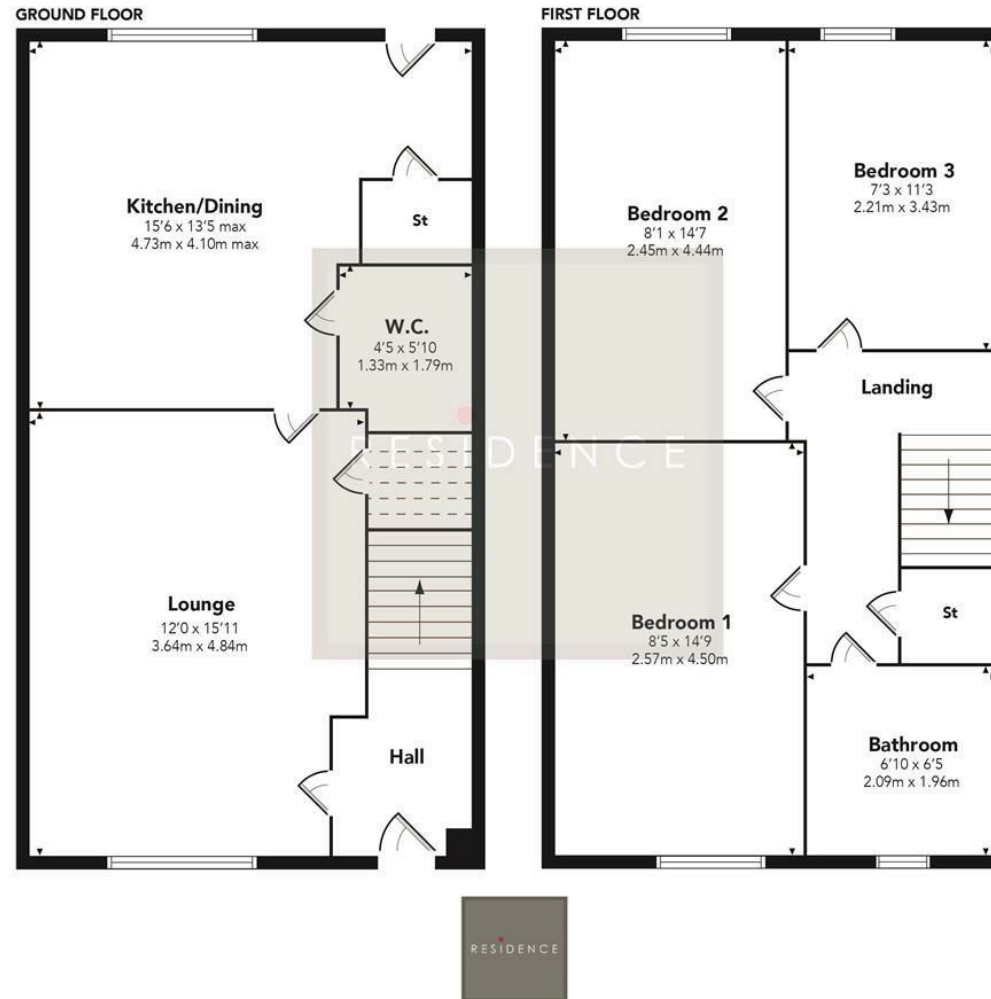 GROUND FLOOR
Kitchen/Dining
15'6 x 13'5 max
4.73m x 4.10m max
St
W.C.
4'5 x 5'10
1.33m x 1.79m
Lounge
12'0 x 15'11
3.64m x 4.84m
Hall
FIRST FLOOR
Bedroom 2
8'1 x 14'7
2.45m x 4.44m
Bedroom 3
7'3 x 11'3
2.21m x 3.43m
Landing
Bedroom 1
8'5 x 14'9
2.57m x 4.50m
St
Bathroom
6'10 x 6'5
2.09m x 1.96m
RESIDENCE
RESIDENCE